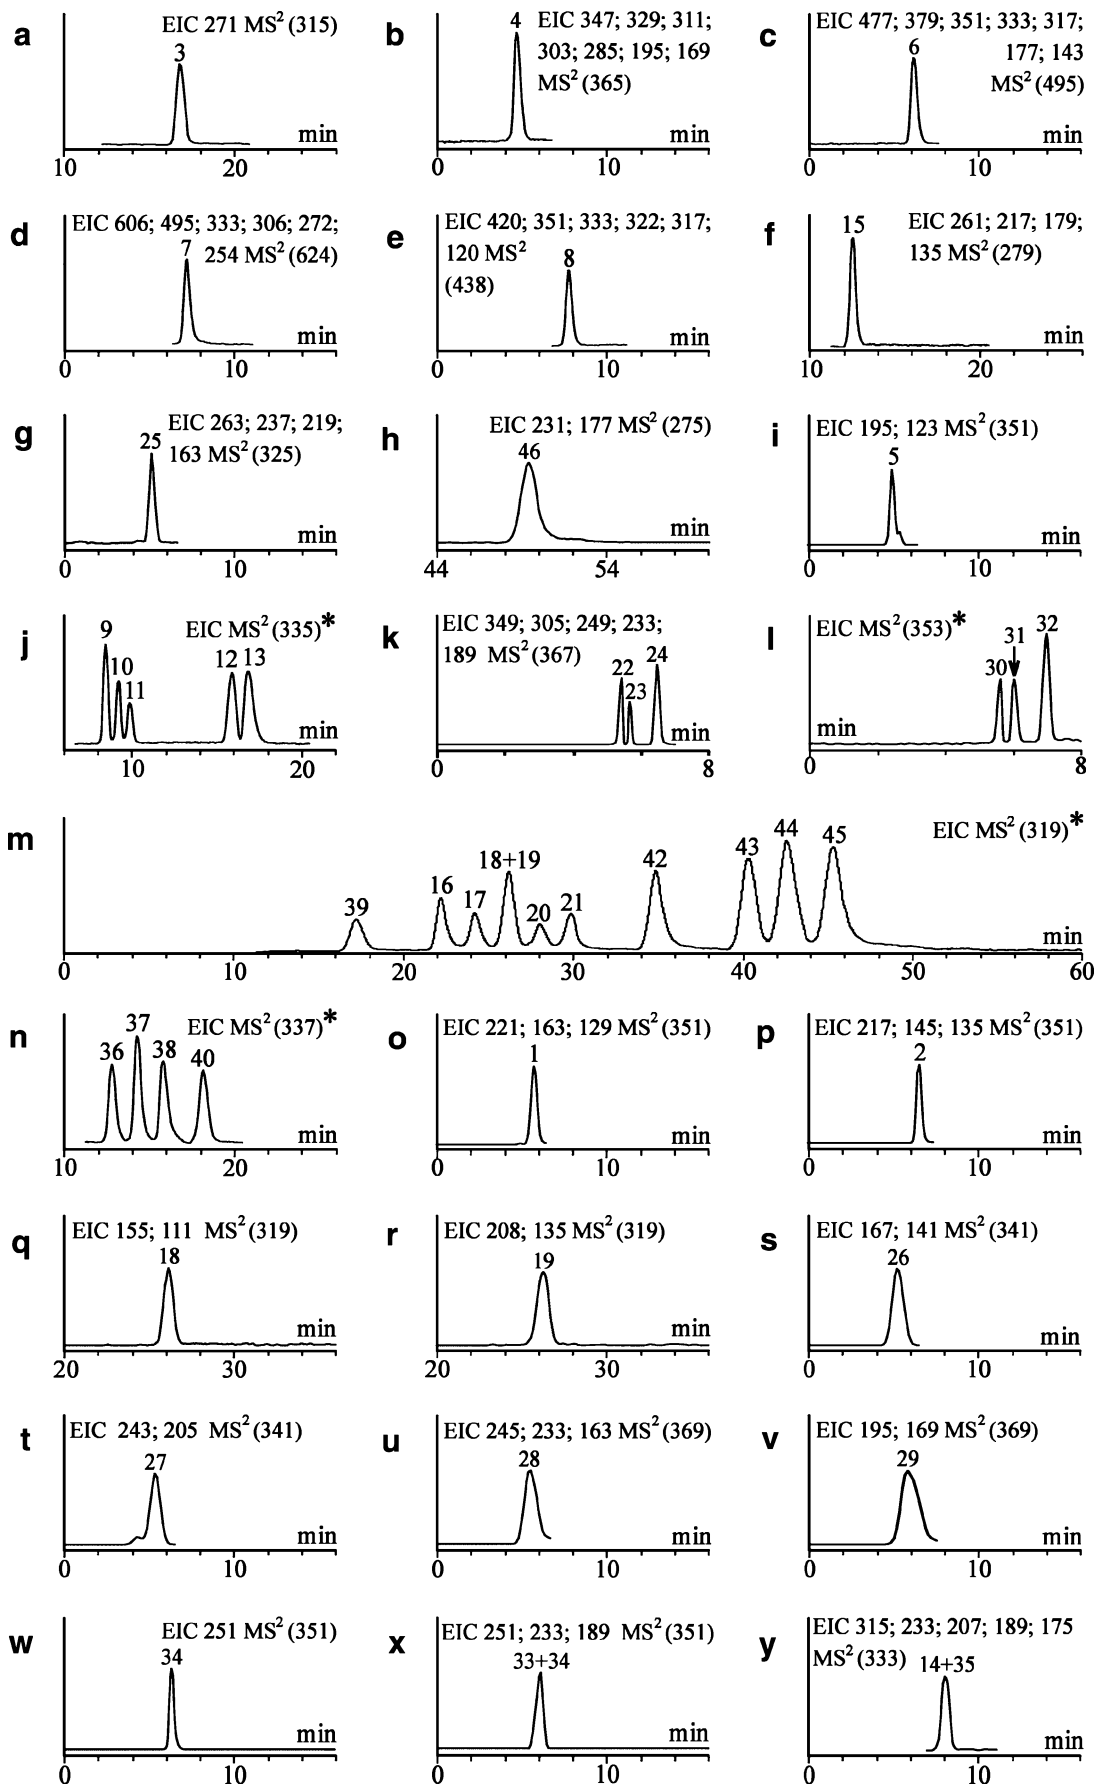 a
EIC 271 MS2 (315)
3
min
10
20
b
4
EIC 347; 329; 311;
303; 285; 195; 169
MS2 (365)
min
0
10
c
EIC 477; 379; 351; 333; 317;
177; 143
MS2 (495)
6
min
0
10
d
EIC 606; 495; 333; 306; 272;
254 MS2 (624)
7
min
0
10
e
EIC 420; 351; 333; 322; 317;
120 MS2
(438)
8
min
0
10
f
15
EIC 261; 217; 179;
135 MS2 (279)
min
10
20
g
EIC 263; 237; 219;
163 MS2 (325)
25
min
0
10
h
EIC 231; 177 MS2 (275)
46
min
44
54
i
EIC 195; 123 MS2 (351)
5
min
0
10
j
9
10
11
12
13
EIC MS2 (335)*
min
10
20
k
EIC 349; 305; 249; 233;
189 MS2 (367)
22
23
24
min
0
8
l
EIC MS2 (353)*
30
31
32
min
0
8
m
EIC MS2 (319)*
39
16
17
18+19
20
21
42
43
44
45
min
0
10
20
30
40
50
60
n
36
37
38
40
EIC MS2 (337)*
min
10
20
o
EIC 221; 163; 129 MS2 (351)
1
min
0
10
p
EIC 217; 145; 135 MS2 (351)
2
min
0
10
q
EIC 155; 111 MS2 (319)
18
min
20
30
r
EIC 208; 135 MS2 (319)
19
min
20
30
s
EIC 167; 141 MS2 (341)
26
min
0
10
t
EIC 243; 205 MS2 (341)
27
min
0
10
u
EIC 245; 233; 163 MS2 (369)
28
min
0
10
v
EIC 195; 169 MS2 (369)
29
min
0
10
w
EIC 251 MS2 (351)
34
min
0
10
x
EIC 251; 233; 189 MS2 (351)
33+34
min
0
10
y
EIC 315; 233; 207; 189; 175
MS2 (333)
14+35
min
0
10